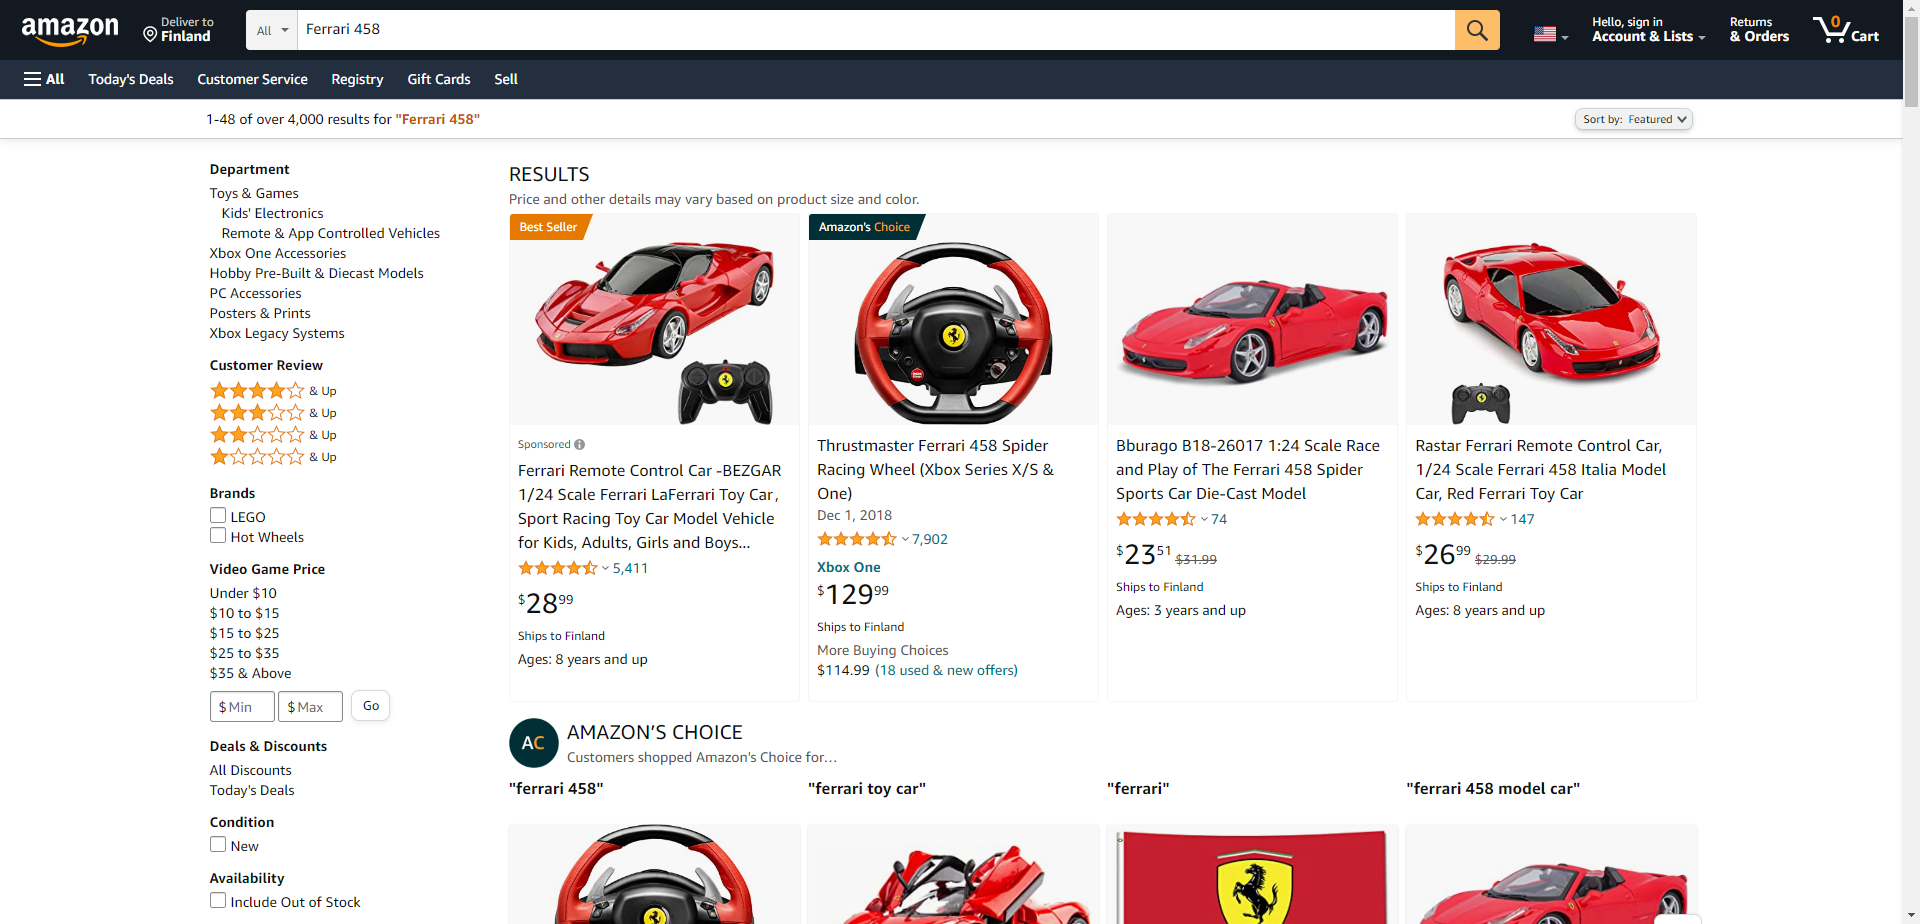 amazon
Deliver to
Finland
All
Ferrari 458
Hello, sign in
Account & Lists
Returns
& Orders
0
Cart
All
Today's Deals
Customer Service
Registry
Gift Cards
Sell
1-48 of over 4,000 results for "Ferrari 458"
Sort by: Featured
Department
Toys & Games
Kids' Electronics
Remote & App Controlled Vehicles
Xbox One Accessories
Hobby Pre-Built & Diecast Models
PC Accessories
Posters & Prints
Xbox Legacy Systems
Customer Review
& Up
& Up
& Up
& Up
Brands
LEGO
Hot Wheels
Video Game Price
Under $10
$10 to $15
$15 to $25
$25 to $35
$35 & Above
$ Min
$ Max
Go
Deals & Discounts
All Discounts
Today's Deals
Condition
New
Availability
Include Out of Stock
RESULTS
Price and other details may vary based on product size and color.
Best Seller
Sponsored
Ferrari Remote Control Car -BEZGAR
1/24 Scale Ferrari LaFerrari Toy Car,
Sport Racing Toy Car Model Vehicle
for Kids, Adults, Girls and Boys...
5,411
$28.99
Ships to Finland
Ages: 8 years and up
Amazon's Choice
Thrustmaster Ferrari 458 Spider
Racing Wheel (Xbox Series X/S &
One)
Dec 1, 2018
7,902
Xbox One
$129.99
Ships to Finland
More Buying Choices
$114.99 (18 used & new offers)
Bburago B18-26017 1:24 Scale Race
and Play of The Ferrari 458 Spider
Sports Car Die-Cast Model
74
$23.51 $31.99
Ships to Finland
Ages: 3 years and up
Rastar Ferrari Remote Control Car,
1/24 Scale Ferrari 458 Italia Model
Car, Red Ferrari Toy Car
147
$26.99 $29.99
Ships to Finland
Ages: 8 years and up
AC
AMAZON’S CHOICE
Customers shopped Amazon's Choice for…
"ferrari 458"
"ferrari toy car"
"ferrari"
"ferrari 458 model car"